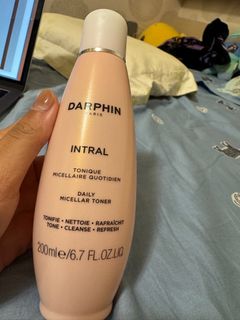 DARPHIN
PARIS
INTRAL
TONIQUE
MICELLAIRE QUOTIDIEN
DAILY
MICELLAR TONER
TONIFIE • NETTOIE • RAFRAÎCHIT
TONE • CLEANSE • REFRESH
200ml℮/6.7 FL.OZ.LIQ